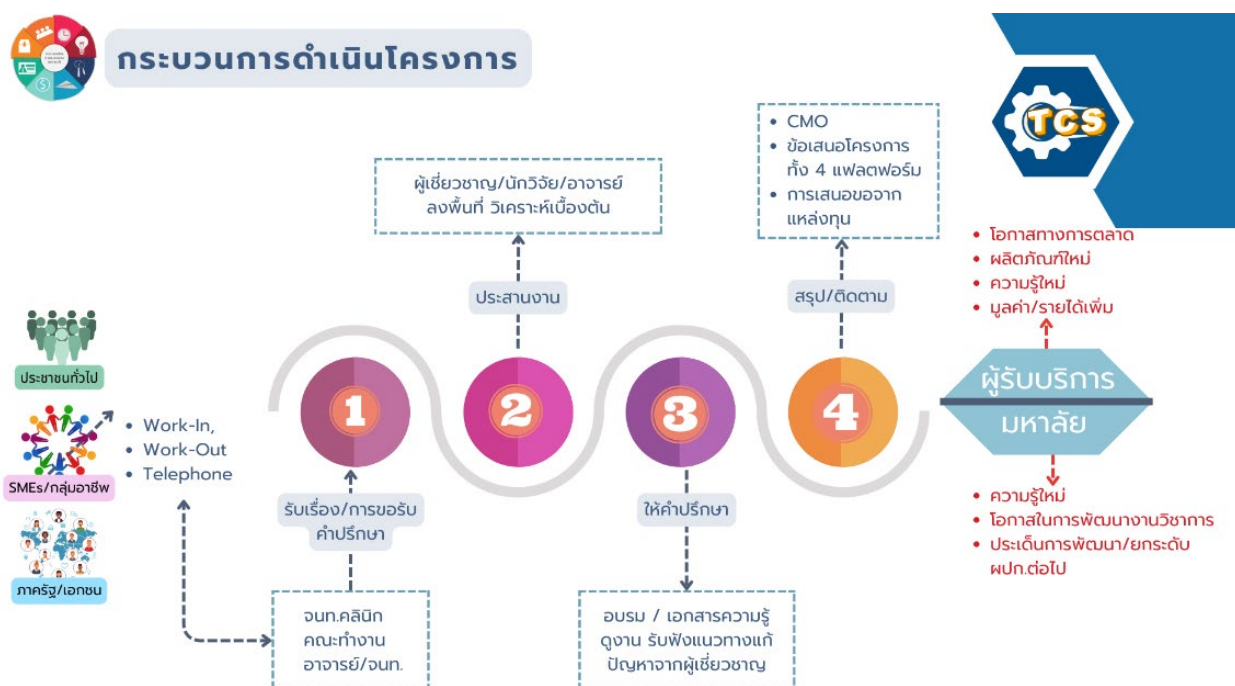 กระบวนการดำเนินโครงการ
TCS
ประชาชนทั่วไป
SMEs/กลุ่มอาชีพ
ภาครัฐ/เอกชน
• Work-In,
• Work-Out
• Telephone
1
รับเรื่อง/การขอรับ
คำปรึกษา
จนท.คลินิก
คณะทำงาน
อาจารย์/จนท.
ผู้เชี่ยวชาญ/นักวิจัย/อาจารย์
ลงพื้นที่ วิเคราะห์เบื้องต้น
ประสานงาน
2
3
ให้คำปรึกษา
อบรม / เอกสารความรู้
ดูงาน รับฟังแนวทางแก้
ปัญหาจากผู้เชี่ยวชาญ
• CMO
• ข้อเสนอโครงการ
ทั้ง 4 แฟลตฟอร์ม
• การเสนอขอจาก
แหล่งทุน
สรุป/ติดตาม
4
• โอกาสทางการตลาด
• ผลิตภัณฑ์ใหม่
• ความรู้ใหม่
• มูลค่า/รายได้เพิ่ม
ผู้รับบริการ
มหาลัย
• ความรู้ใหม่
• โอกาสในการพัฒนางานวิชาการ
• ประเด็นการพัฒนา/ยกระดับ
ผปก.ต่อไป